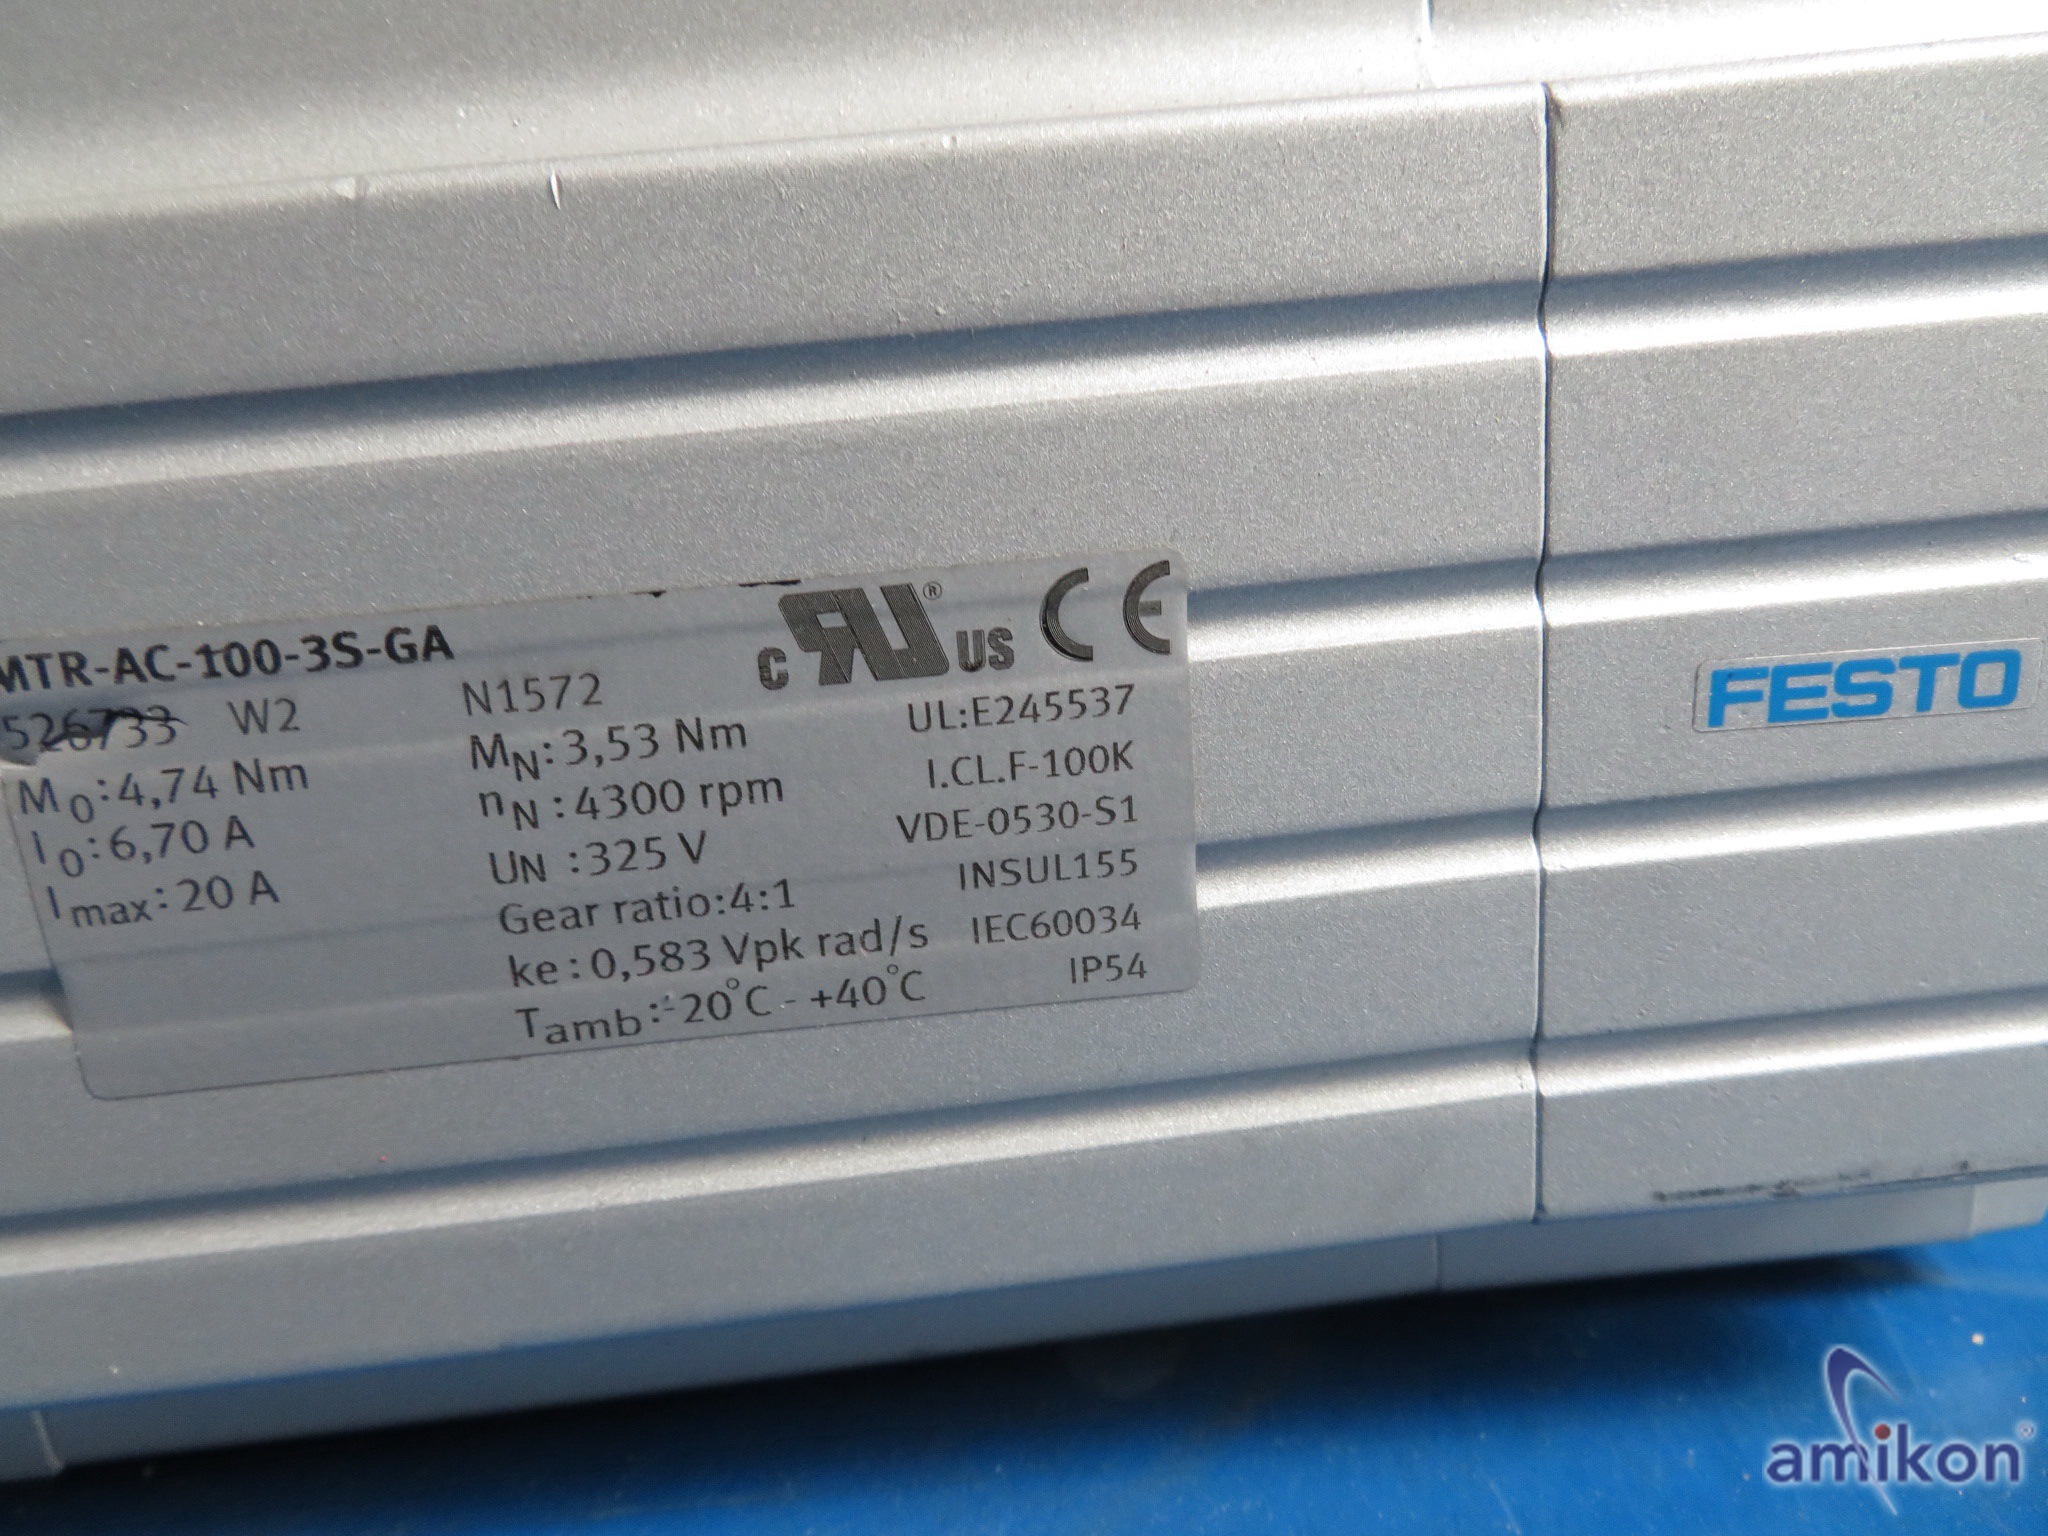 MTR-AC-100-3S-GA
526733 W2 N1572
M0:4,74 Nm
I0:6,70 A
Imax:20 A
MN:3,53 Nm
nN:4300 rpm
UN:325 V
Gear ratio:4:1
ke:0,583 Vpk rad/s
Tamb:-20°C - +40°C
c RU® US CE
UL:E245537
I.CL.F-100K
VDE-0530-S1
INSUL155
IEC60034
IP54
FESTO
amikon®